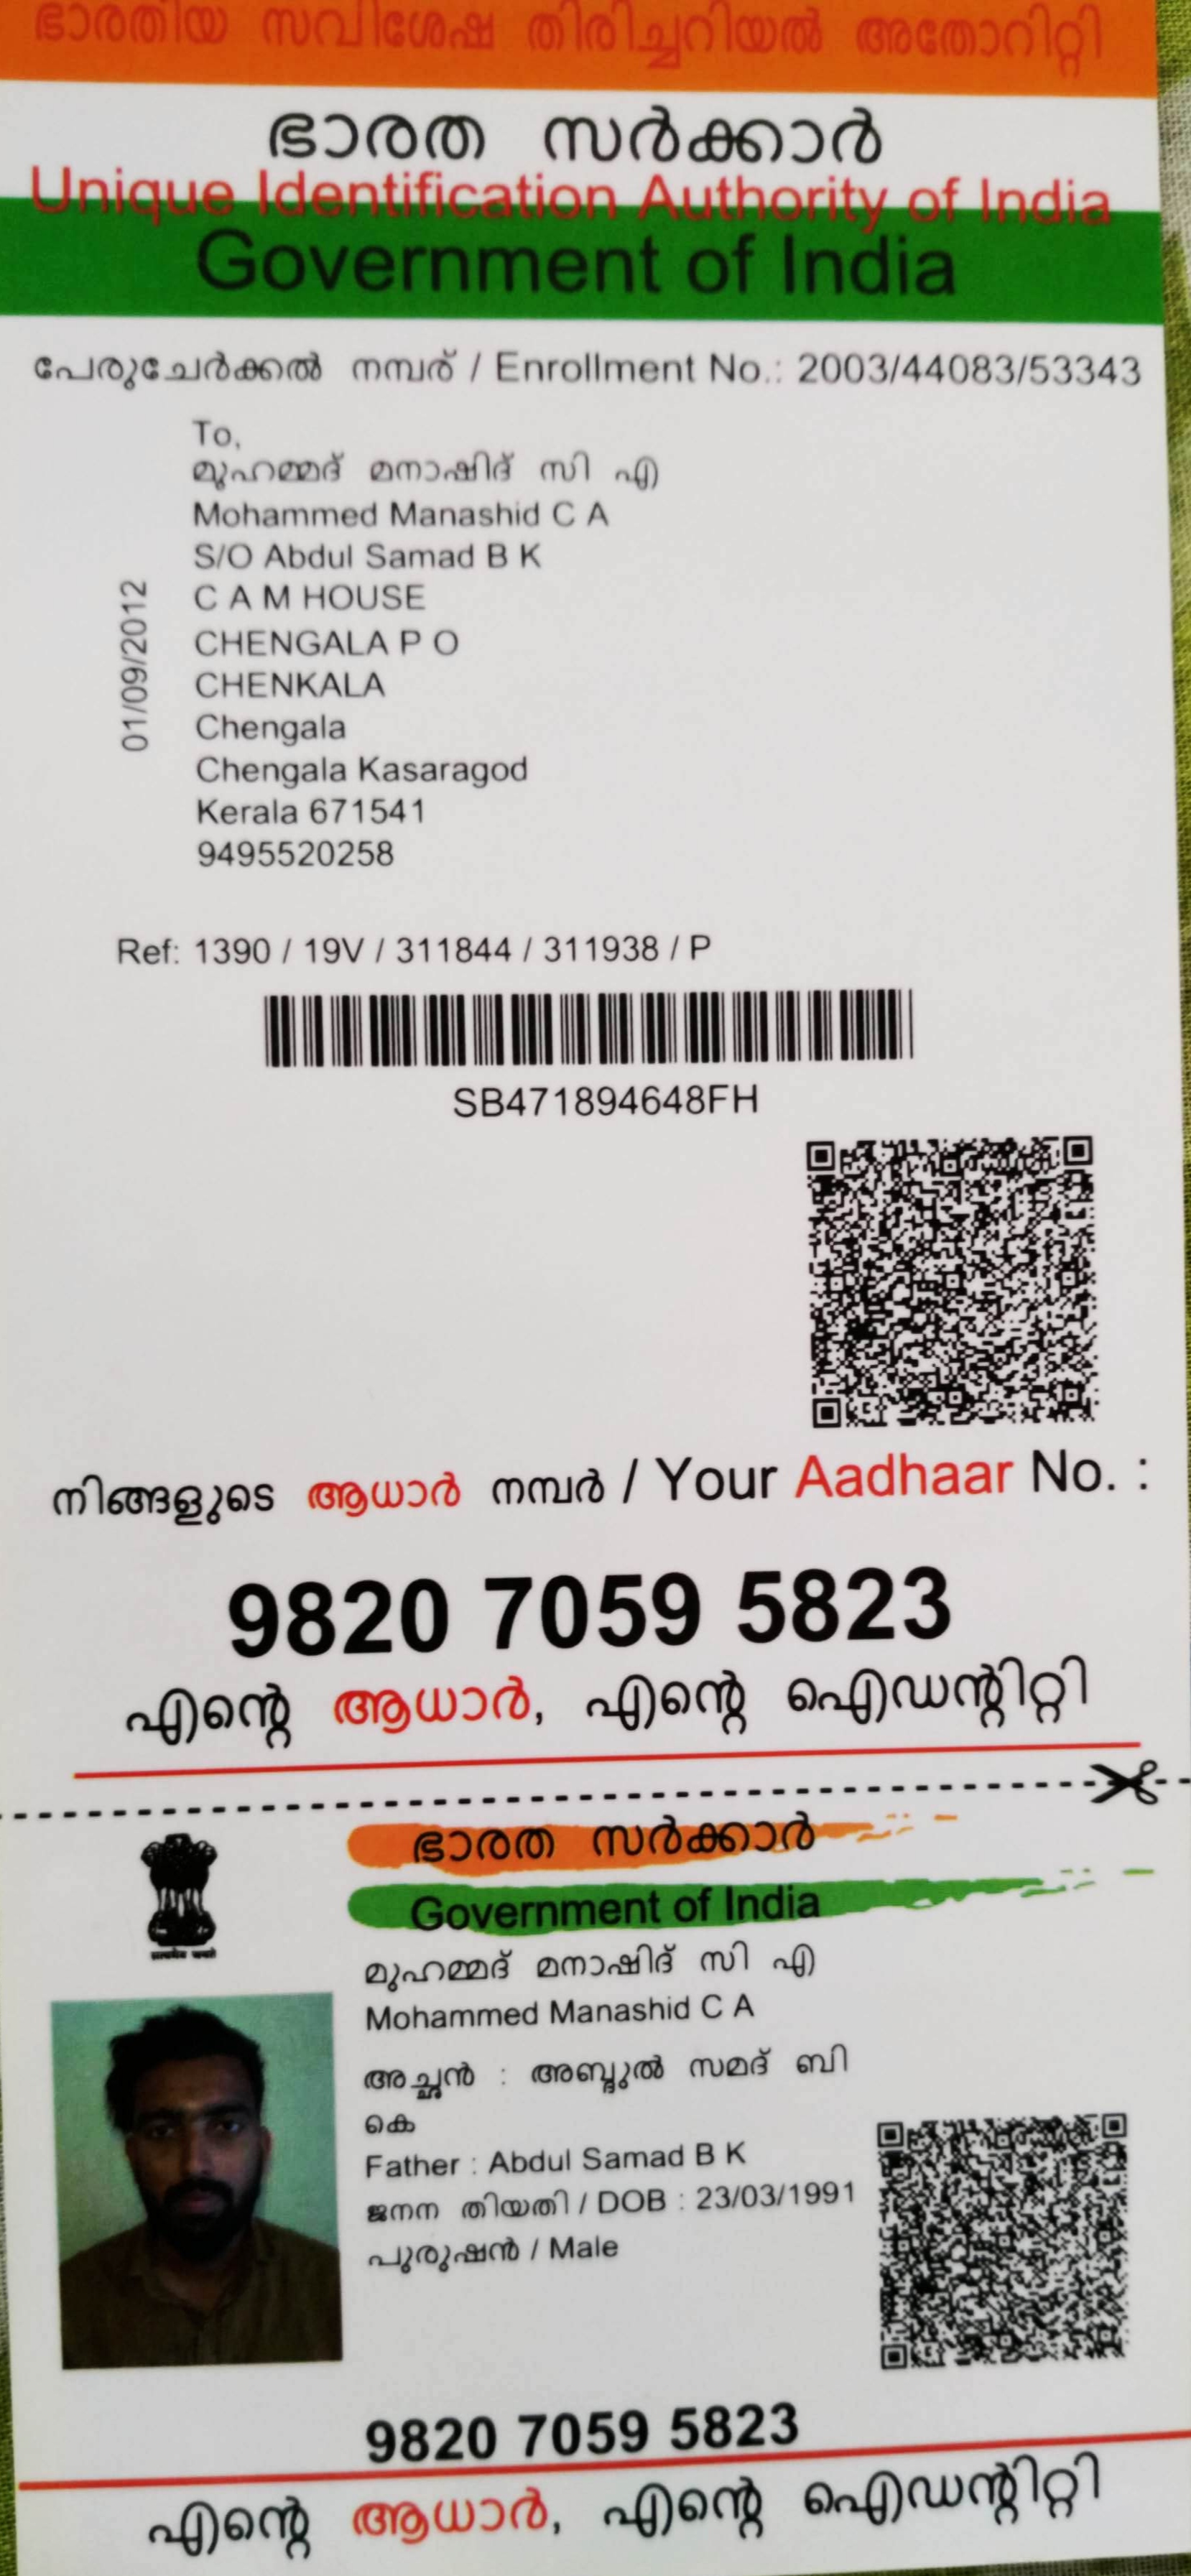 ഭാരതീയ സവിശേഷ തിരിച്ചറിയൽ അതോറിറ്റി
ഭാരത സർക്കാർ
Unique Identification Authority of India
Government of India
പേരുചേർക്കൽ നമ്പര് / Enrollment No.: 2003/44083/53343
To,
മുഹമ്മദ് മനാഷിദ് സി എ
Mohammed Manashid C A
S/O Abdul Samad B K
C A M HOUSE
CHENGALA P O
CHENKALA
Chengala
Chengala Kasaragod
Kerala 671541
9495520258
01/09/2012
Ref: 1390 / 19V / 311844 / 311938 / P
SB471894648FH
നിങ്ങളുടെ ആധാർ നമ്പർ / Your Aadhaar No. :
9820 7059 5823
എന്റെ ആധാർ, എന്റെ ഐഡന്റിറ്റി
ഭാരത സർക്കാർ
Government of India
सत्यमेव जयते
മുഹമ്മദ് മനാഷിദ് സി എ
Mohammed Manashid C A
അച്ഛൻ : അബ്ദുൽ സമദ് ബി
കെ
Father : Abdul Samad B K
ജനന തിയതി / DOB : 23/03/1991
പുരുഷൻ / Male
9820 7059 5823
എന്റെ ആധാർ, എന്റെ ഐഡന്റിറ്റി